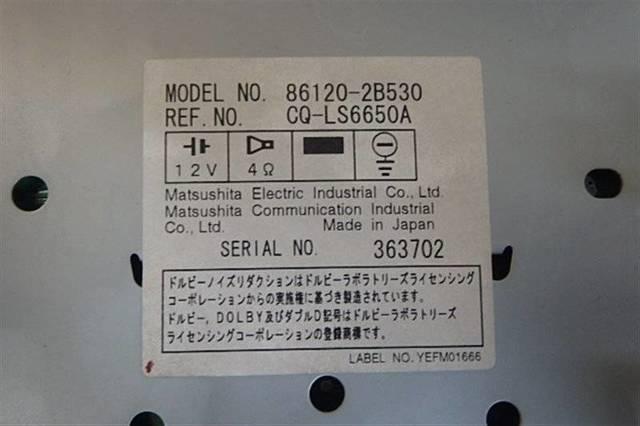 MODEL NO. 86120-2B530
REF. NO. CQ-LS6650A
12V 4Ω
Matsushita Electric Industrial Co., Ltd.
Matsushita Communication Industrial
Co., Ltd. Made in Japan
SERIAL NO. 363702
ドルビーノイズリダクションはドルビーラボラトリーズライセンシング
コーポレーションからの実施権に基づき製造されています.
ドルビー, DOLBY及びダブルD記号はドルビーラボラトリーズ
ライセンシングコーポレーションの登録商標です.
LABEL NO. YEFM01666